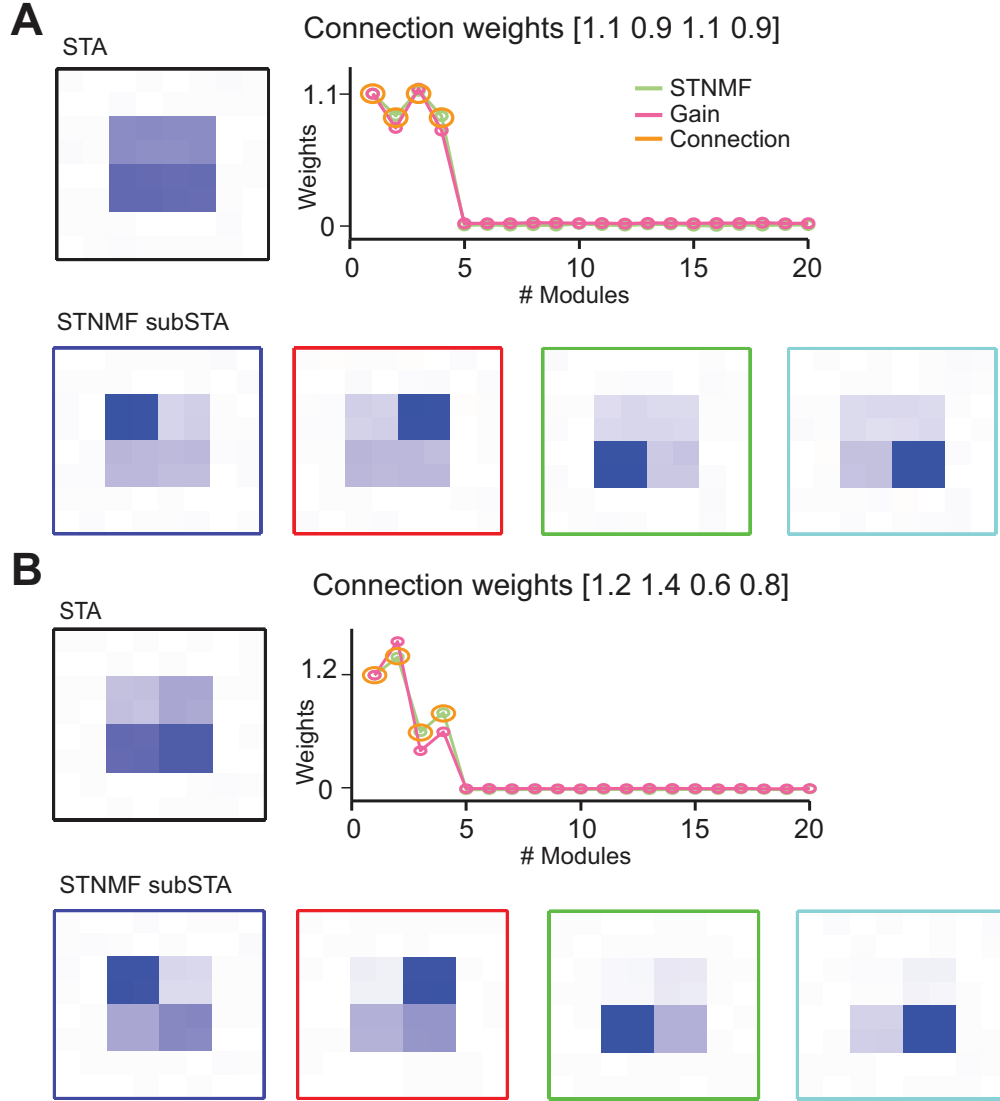 A
Connection weights [1.1 0.9 1.1 0.9]
STA
1.1
0
Weights
STNMF
Gain
Connection
0 5 10 15 20
# Modules
STNMF subSTA
B
Connection weights [1.2 1.4 0.6 0.8]
STA
1.2
0
Weights
0 5 10 15 20
# Modules
STNMF subSTA